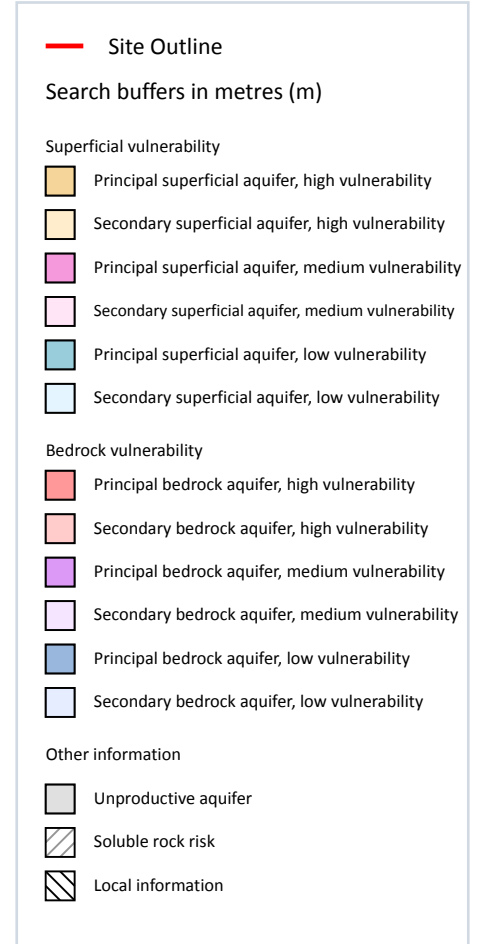 Site Outline
Search buffers in metres (m)
Superficial vulnerability
Principal superficial aquifer, high vulnerability
Secondary superficial aquifer, high vulnerability
Principal superficial aquifer, medium vulnerability
Secondary superficial aquifer, medium vulnerability
Principal superficial aquifer, low vulnerability
Secondary superficial aquifer, low vulnerability
Bedrock vulnerability
Principal bedrock aquifer, high vulnerability
Secondary bedrock aquifer, high vulnerability
Principal bedrock aquifer, medium vulnerability
Secondary bedrock aquifer, medium vulnerability
Principal bedrock aquifer, low vulnerability
Secondary bedrock aquifer, low vulnerability
Other information
Unproductive aquifer
Soluble rock risk
Local information